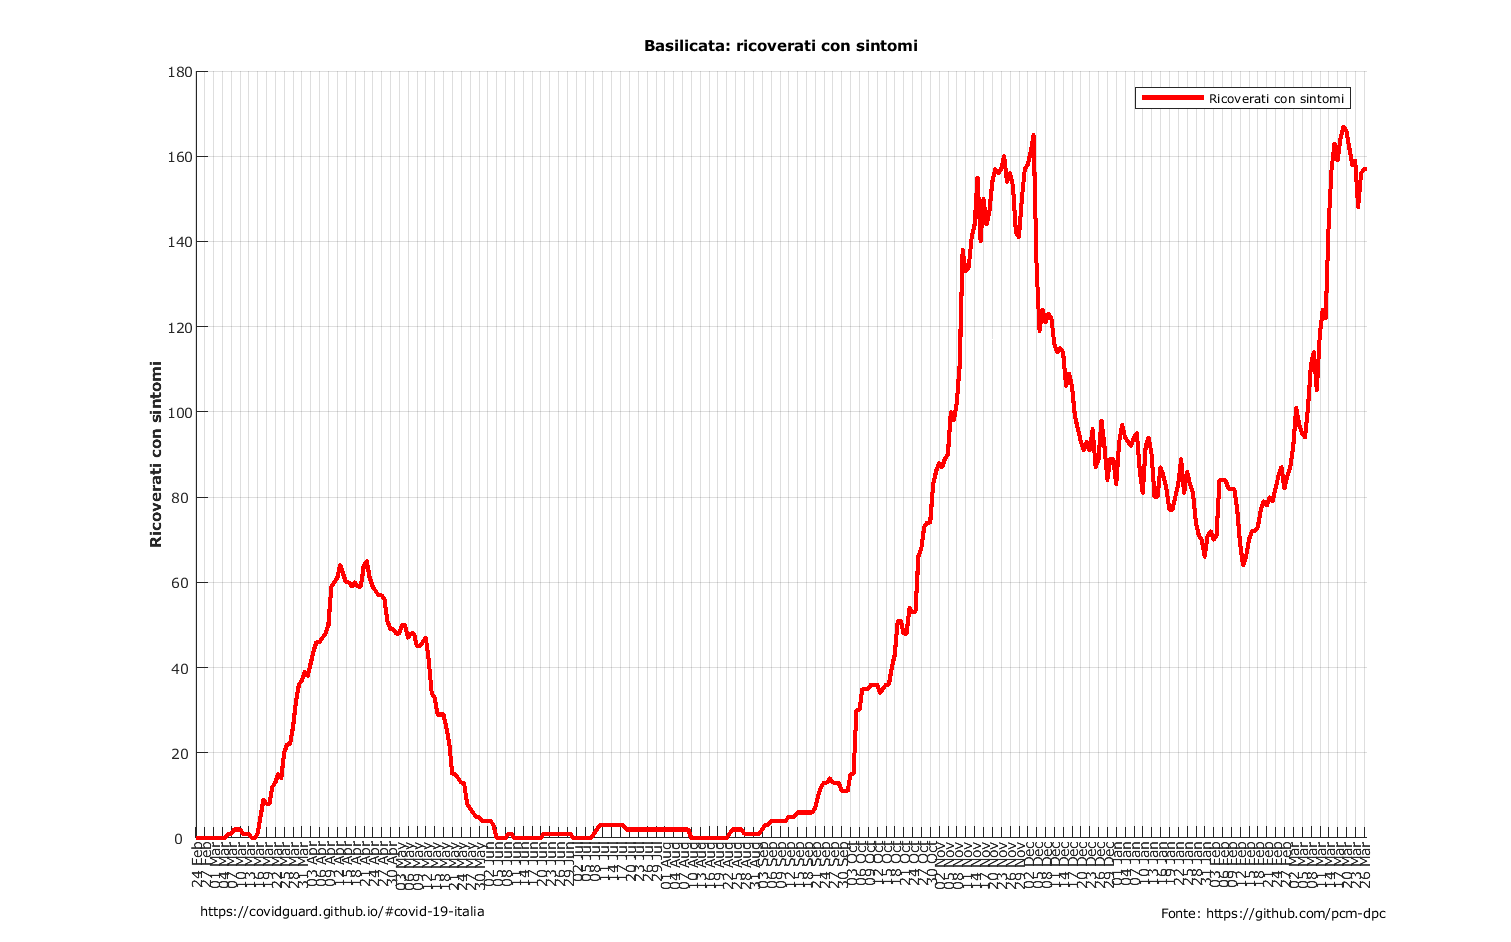 Basilicata: ricoverati con sintomi
Ricoverati con sintomi
Ricoverati con sintomi
180
160
140
120
100
80
60
40
20
0
24 Feb
27 Feb
01 Mar
04 Mar
07 Mar
10 Mar
13 Mar
16 Mar
19 Mar
22 Mar
25 Mar
28 Mar
31 Mar
03 Apr
06 Apr
09 Apr
12 Apr
15 Apr
18 Apr
21 Apr
24 Apr
27 Apr
30 Apr
03 May
06 May
09 May
12 May
15 May
18 May
21 May
24 May
27 May
30 May
02 Jun
05 Jun
08 Jun
11 Jun
14 Jun
17 Jun
20 Jun
23 Jun
26 Jun
29 Jun
02 Jul
05 Jul
08 Jul
11 Jul
14 Jul
17 Jul
20 Jul
23 Jul
26 Jul
29 Jul
01 Aug
04 Aug
07 Aug
10 Aug
13 Aug
16 Aug
19 Aug
22 Aug
25 Aug
28 Aug
31 Aug
03 Sep
06 Sep
09 Sep
12 Sep
15 Sep
18 Sep
21 Sep
24 Sep
27 Sep
30 Sep
03 Oct
06 Oct
09 Oct
12 Oct
15 Oct
18 Oct
21 Oct
24 Oct
27 Oct
30 Oct
02 Nov
05 Nov
08 Nov
11 Nov
14 Nov
17 Nov
20 Nov
23 Nov
26 Nov
29 Nov
02 Dec
05 Dec
08 Dec
11 Dec
14 Dec
17 Dec
20 Dec
23 Dec
26 Dec
29 Dec
01 Jan
04 Jan
07 Jan
10 Jan
13 Jan
16 Jan
19 Jan
22 Jan
25 Jan
28 Jan
31 Jan
03 Feb
06 Feb
09 Feb
12 Feb
15 Feb
18 Feb
21 Feb
24 Feb
27 Feb
02 Mar
05 Mar
08 Mar
11 Mar
14 Mar
17 Mar
20 Mar
23 Mar
26 Mar
https://covidguard.github.io/#covid-19-italia
Fonte: https://github.com/pcm-dpc